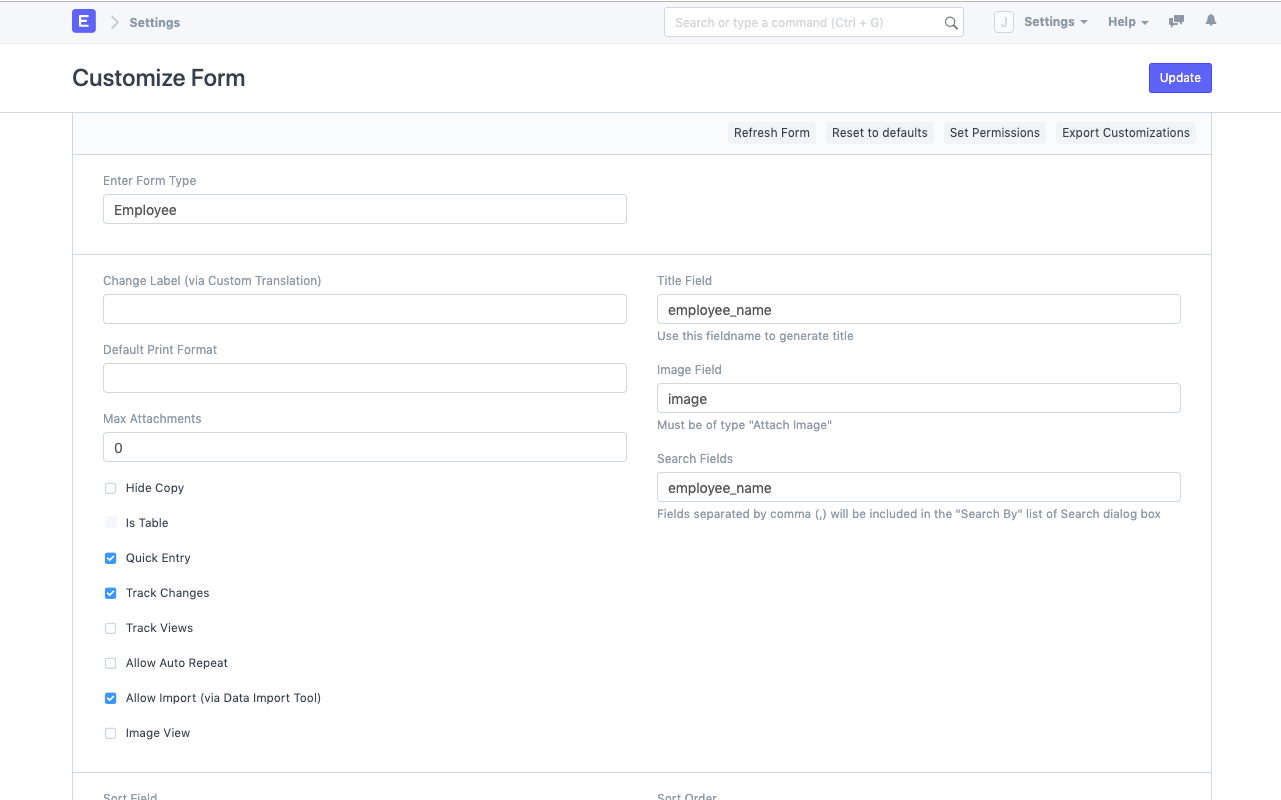 E
Settings
Search or type a command (Ctrl + G)
J
Settings
Help
Customize Form
Update
Refresh Form
Reset to defaults
Set Permissions
Export Customizations
Enter Form Type
Employee
Change Label (via Custom Translation)
Default Print Format
Max Attachments
0
Hide Copy
Is Table
Quick Entry
Track Changes
Track Views
Allow Auto Repeat
Allow Import (via Data Import Tool)
Image View
Title Field
employee_name
Use this fieldname to generate title
Image Field
image
Must be of type "Attach Image"
Search Fields
employee_name
Fields separated by comma (,) will be included in the "Search By" list of Search dialog box
Sort Field
Sort Order